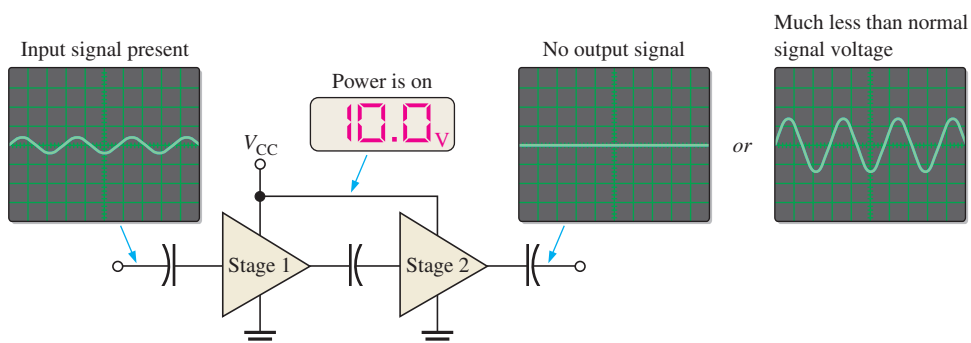 Input signal present
Power is on
10.0V
VCC
Stage 1
Stage 2
No output signal
or
Much less than normal
signal voltage